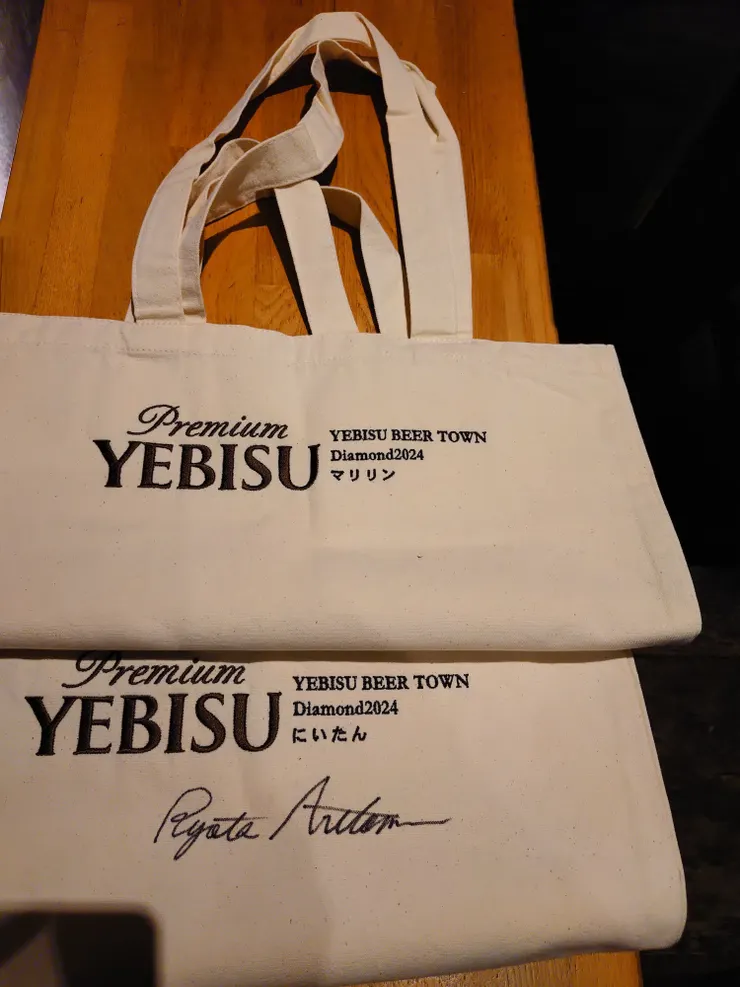 Premium
YEBISU
YEBISU BEER TOWN
Diamond2024
マリリン
Premium
YEBISU
YEBISU BEER TOWN
Diamond2024
にいたん
Ryota